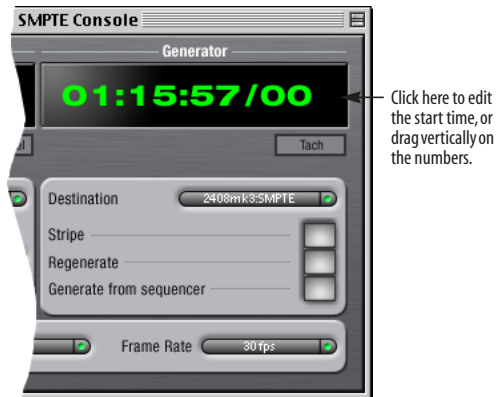 SMPTE Console
Generator
01:15:57/00
Click here to edit
the start time, or
drag vertically on
the numbers.
Tach
Destination
2408mk3:SMPTE
Stripe
Regenerate
Generate from sequencer
Frame Rate
30 fps